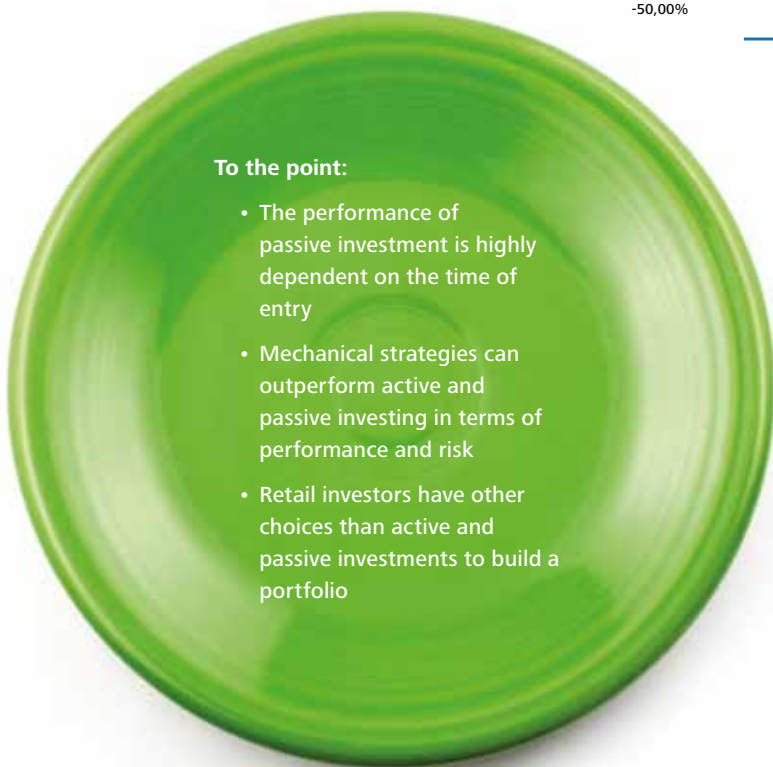 -50,00%
To the point:
• The performance of
passive investment is highly
dependent on the time of
entry
• Mechanical strategies can
outperform active and
passive investing in terms of
performance and risk
• Retail investors have other
choices than active and
passive investments to build a
portfolio